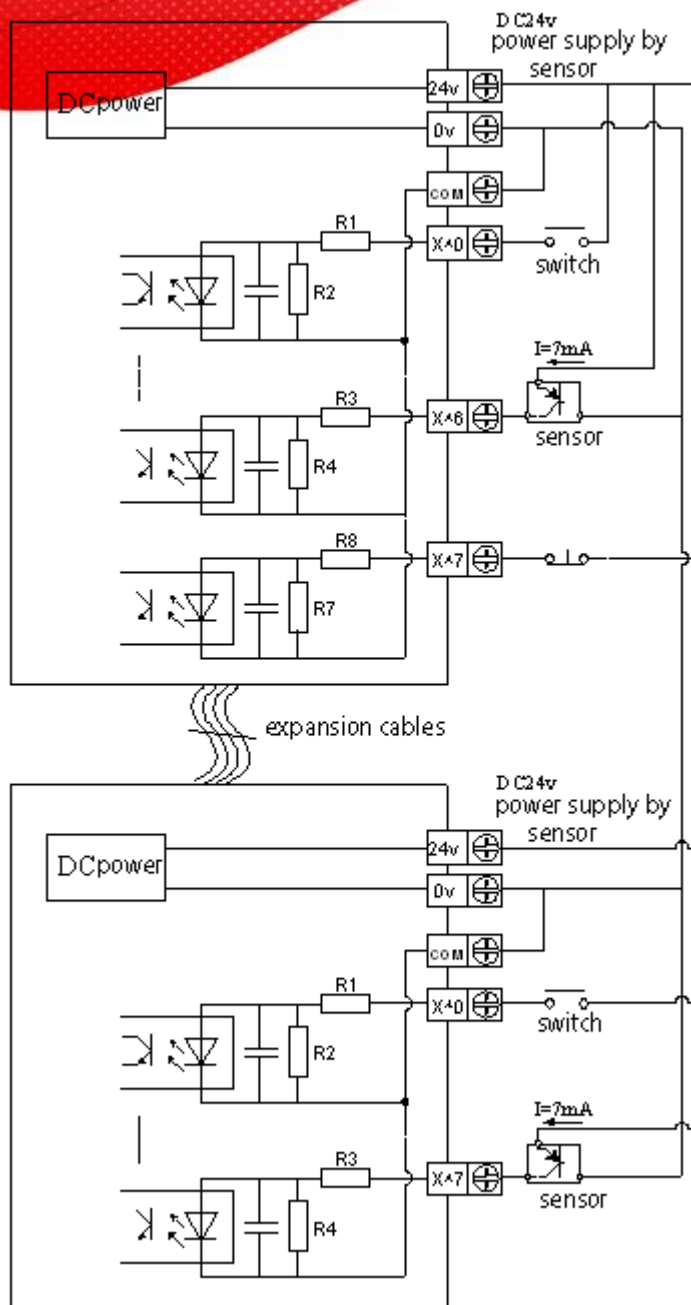 DC24v
power supply by
sensor
DCpower
24v
0v
COM
R1
X^0
R2
switch
I=7mA
R3
X^6
R4
sensor
R8
X^7
R7
expansion cables
DC24v
power supply by
sensor
DCpower
24v
0v
COM
R1
X^0
R2
switch
I=7mA
R3
X^7
R4
sensor